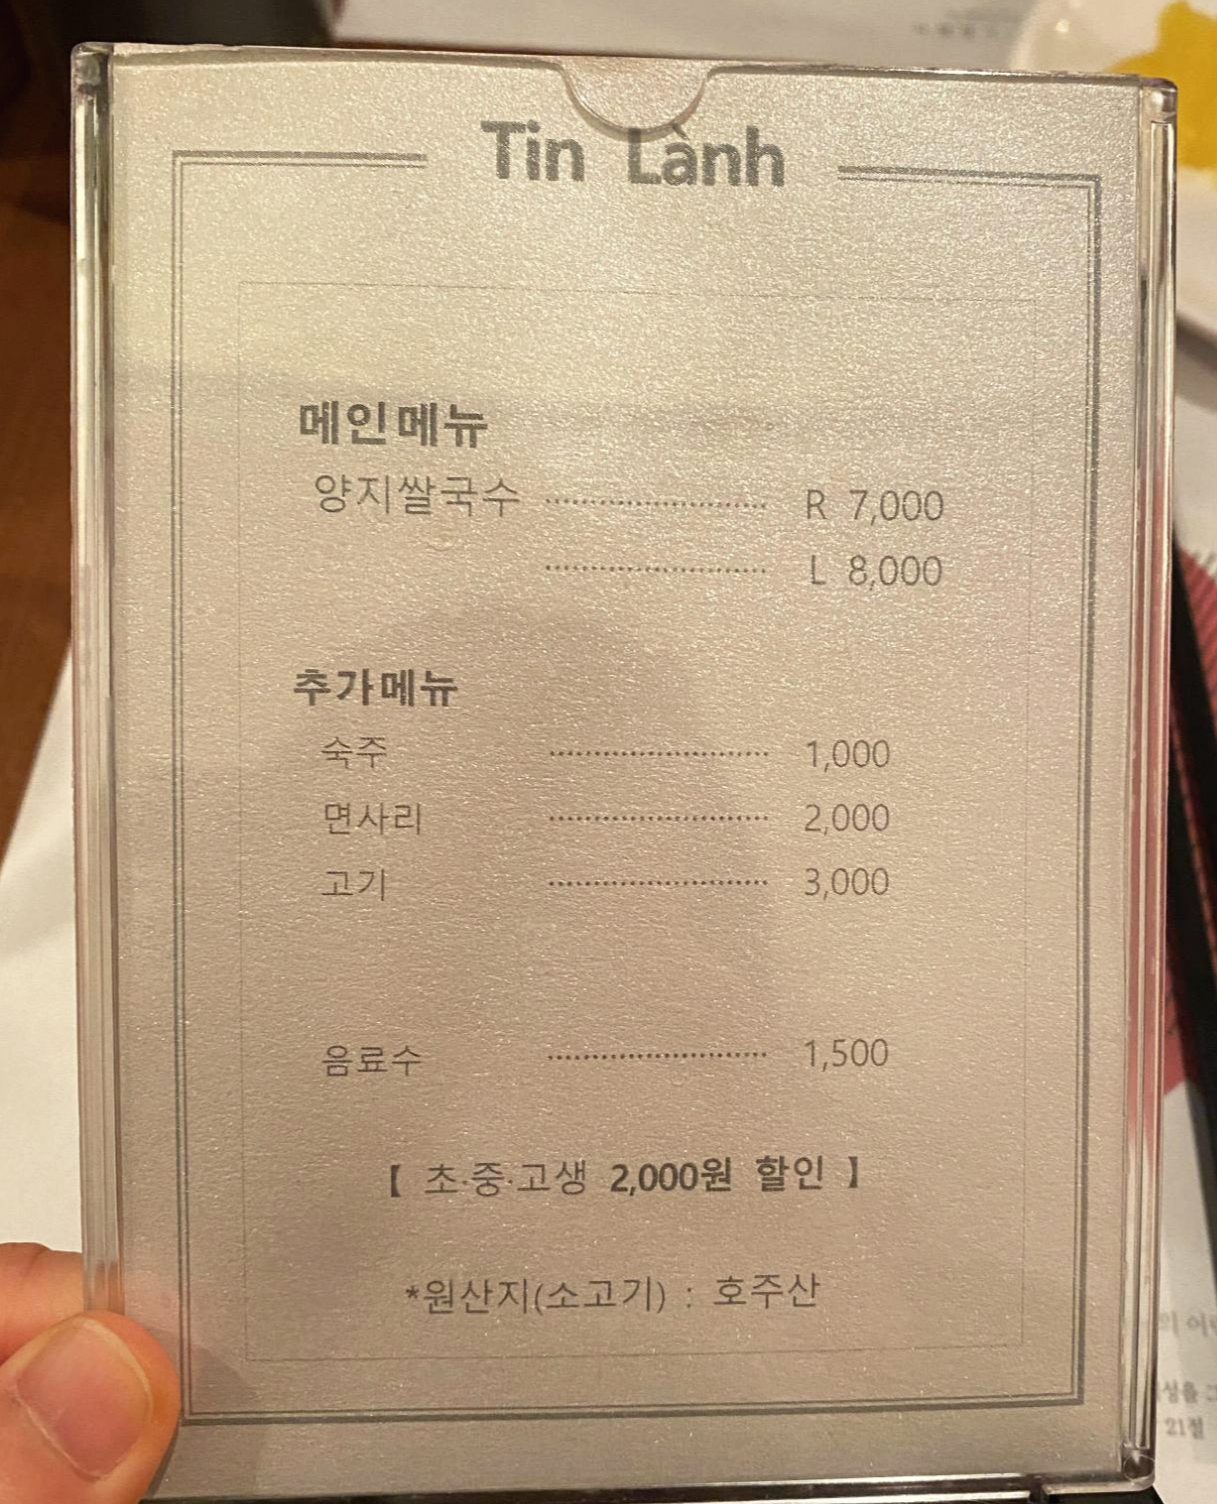 Tin Lành
메인메뉴
양지쌀국수 ........................ R 7,000
........................ L 8,000
추가메뉴
숙주 ........................ 1,000
면사리 ........................ 2,000
고기 ........................ 3,000
음료수 ........................ 1,500
【 초·중·고생 2,000원 할인 】
*원산지(소고기) : 호주산
21절